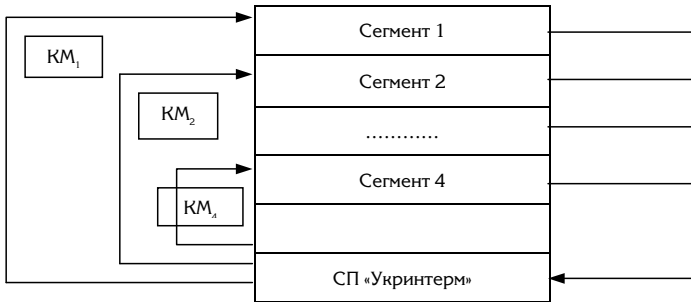 Сегмент 1
КМ₁
Сегмент 2
КМ₂
…………
Сегмент 4
КМ₄
СП «Укринтерм»